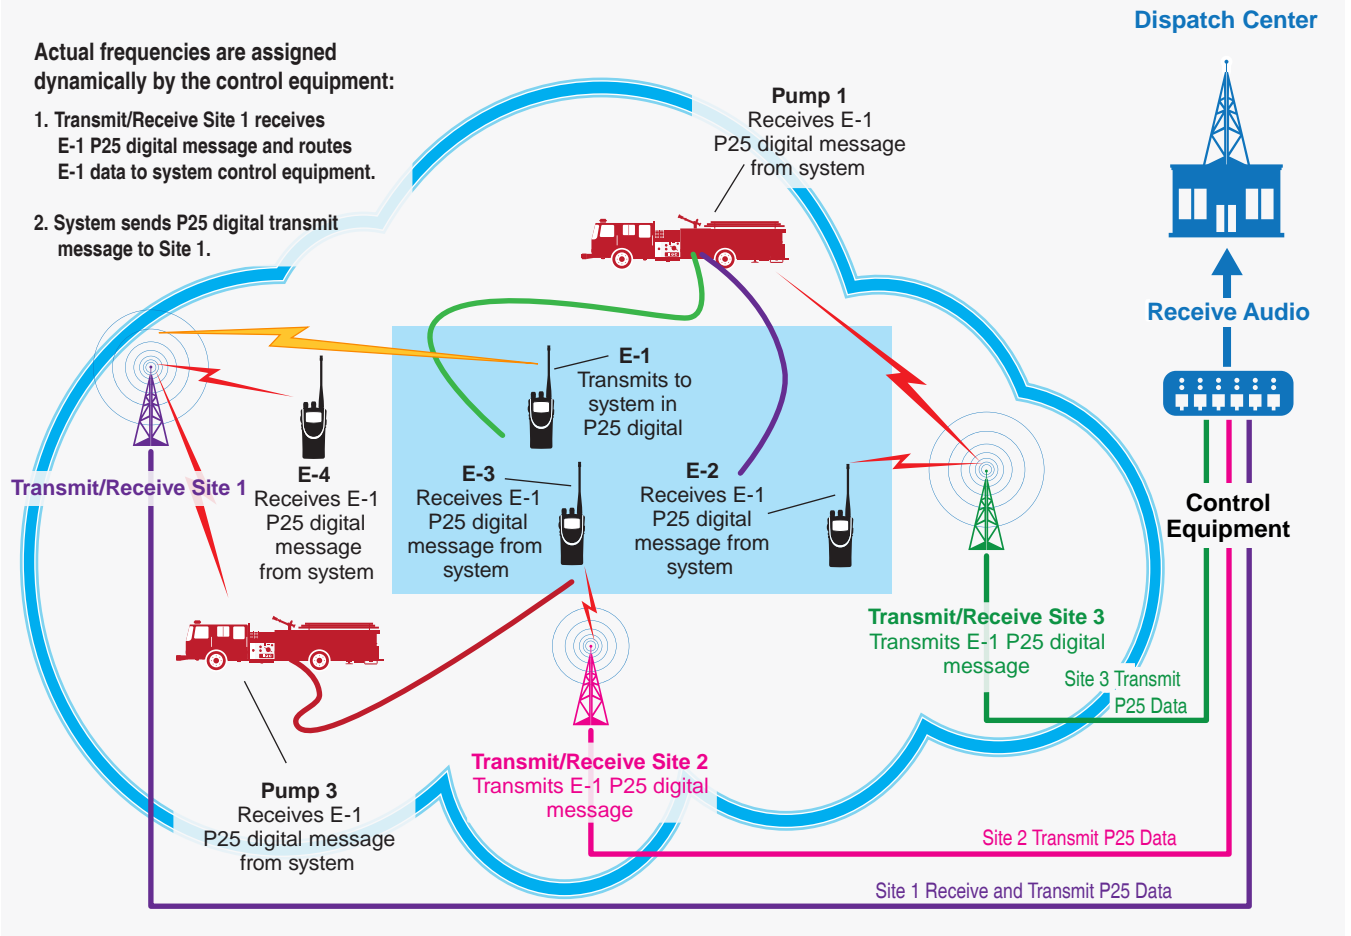 Dispatch Center
Actual frequencies are assigned
dynamically by the control equipment:
1. Transmit/Receive Site 1 receives
E-1 P25 digital message and routes
E-1 data to system control equipment.
2. System sends P25 digital transmit
message to Site 1.
Pump 1
Receives E-1
P25 digital message
from system
Receive Audio
E-1
Transmits to
system in
P25 digital
Transmit/Receive Site 1
E-4
Receives E-1
P25 digital
message
from system
E-3
Receives E-1
P25 digital
message from
system
E-2
Receives E-1
P25 digital
message from
system
Control
Equipment
Transmit/Receive Site 3
Transmits E-1 P25 digital
message
Site 3 Transmit
P25 Data
Transmit/Receive Site 2
Transmits E-1 P25 digital
message
Pump 3
Receives E-1
P25 digital message
from system
Site 2 Transmit P25 Data
Site 1 Receive and Transmit P25 Data